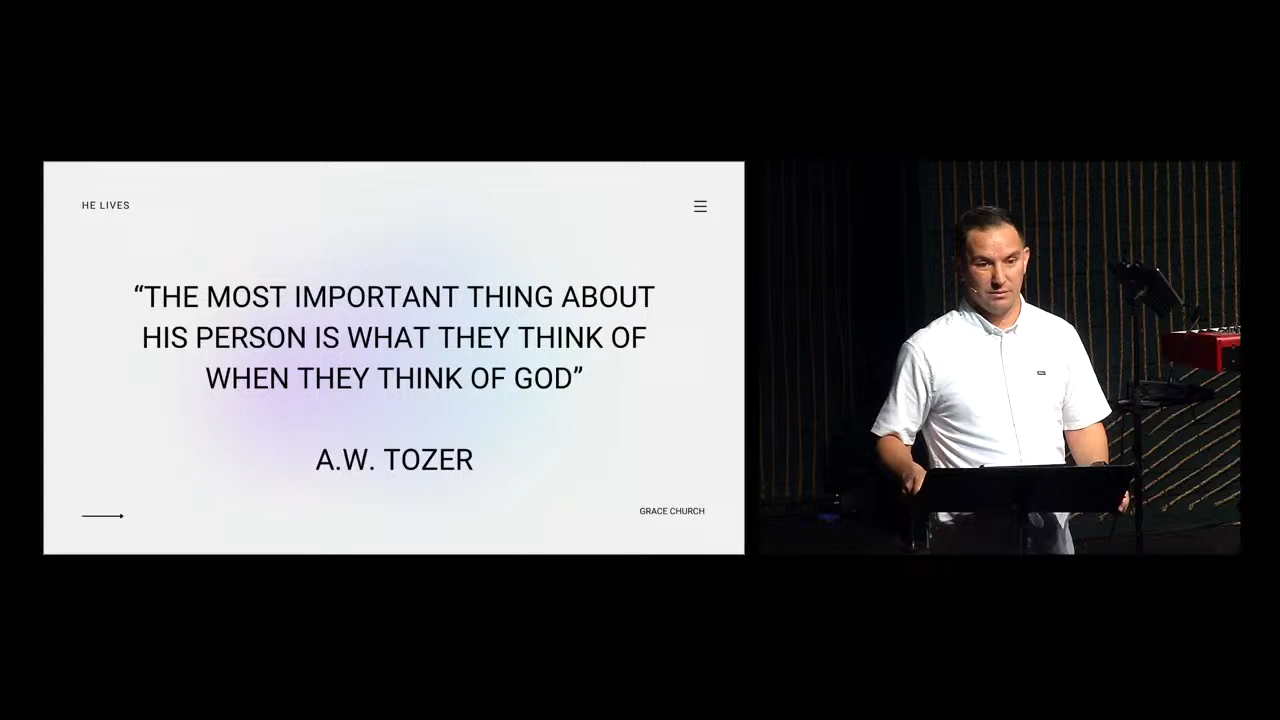 HE LIVES
“THE MOST IMPORTANT THING ABOUT
HIS PERSON IS WHAT THEY THINK OF
WHEN THEY THINK OF GOD”
A.W. TOZER
GRACE CHURCH